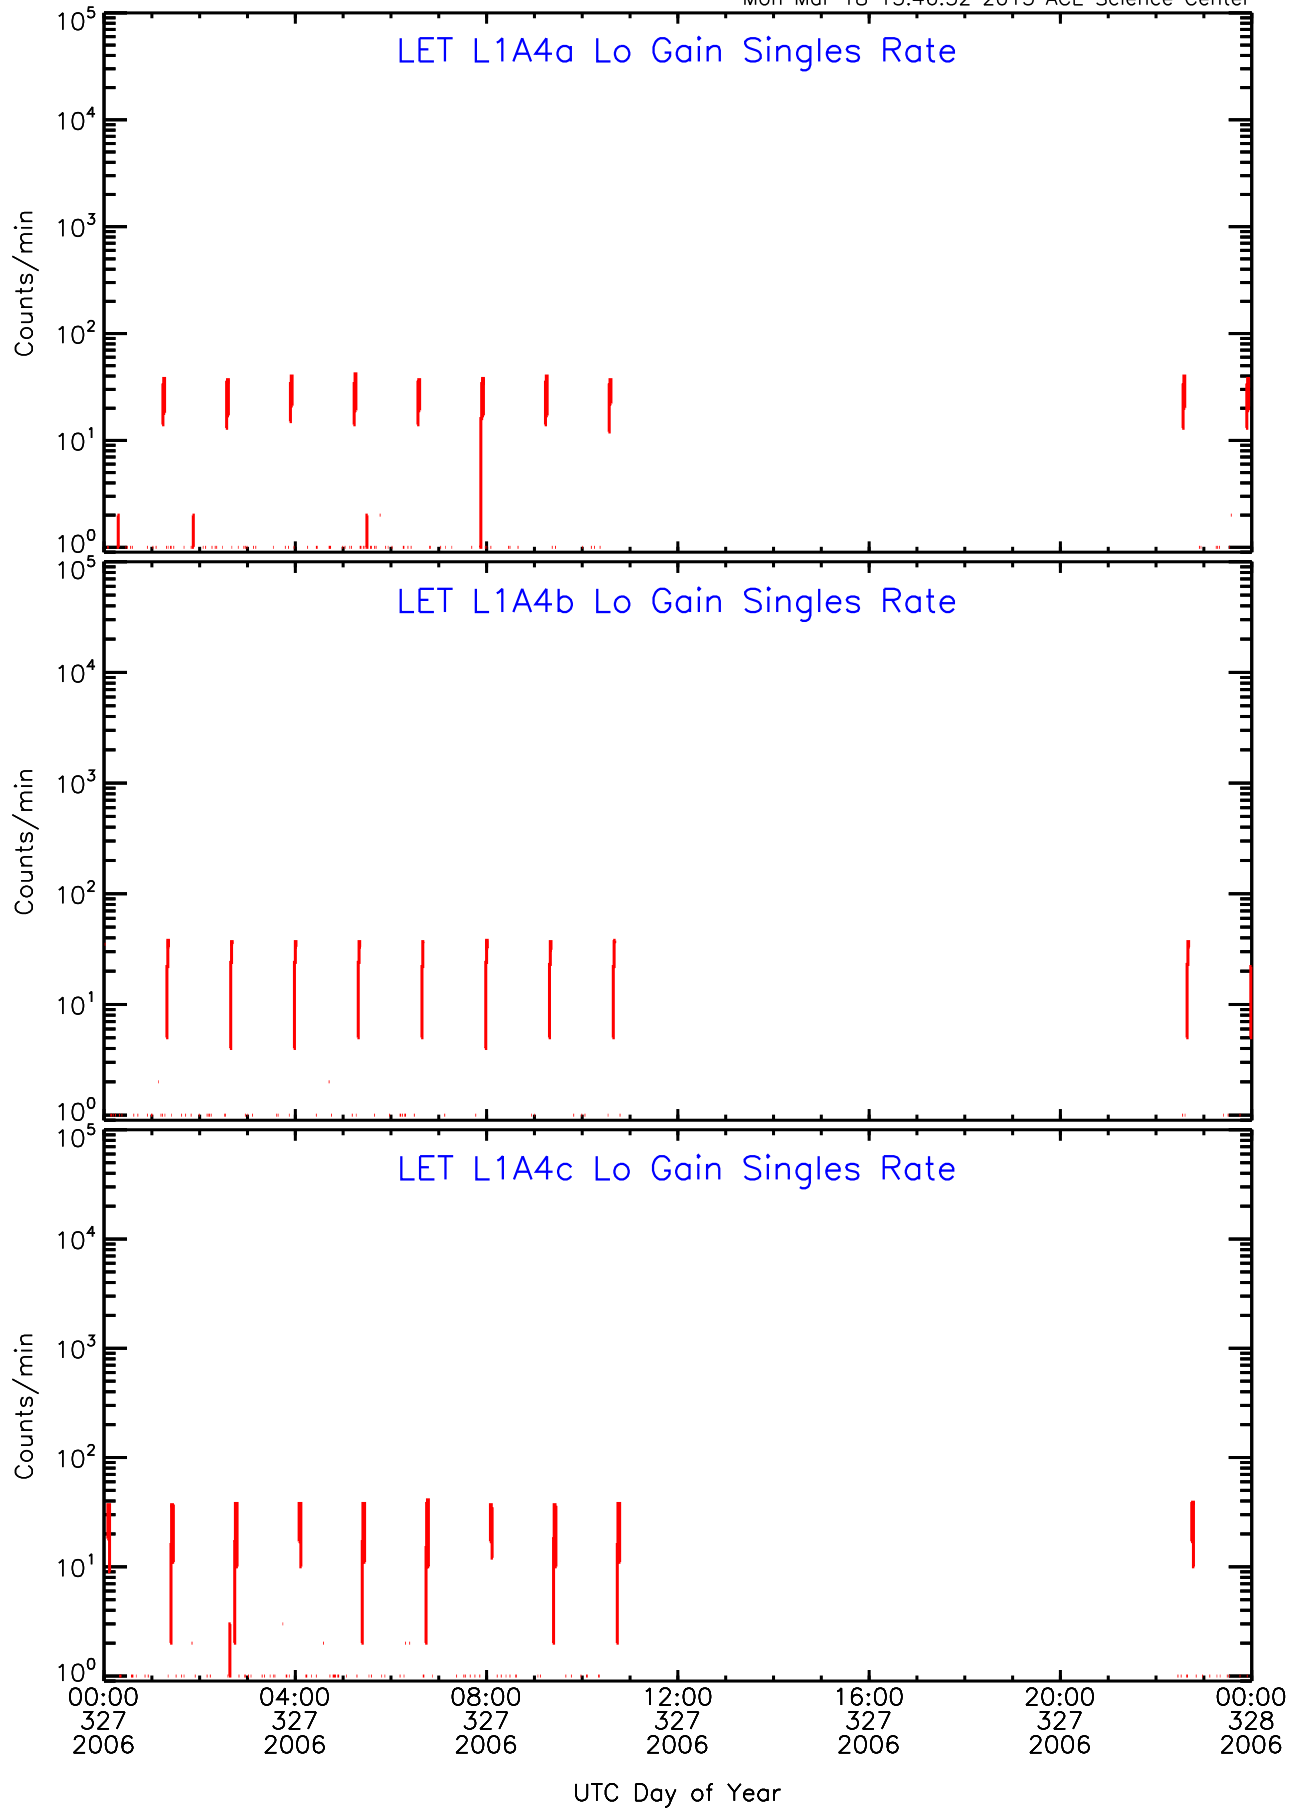 LET L1A4a Lo Gain Singles Rate
10^5
10^4
10^3
10^2
10^1
10^0
Counts/min
LET L1A4b Lo Gain Singles Rate
10^5
10^4
10^3
10^2
10^1
10^0
Counts/min
LET L1A4c Lo Gain Singles Rate
10^5
10^4
10^3
10^2
10^1
10^0
Counts/min
00:00 04:00 08:00 12:00 16:00 20:00 00:00
327 327 327 327 327 327 328
2006 2006 2006 2006 2006 2006 2006
UTC Day of Year